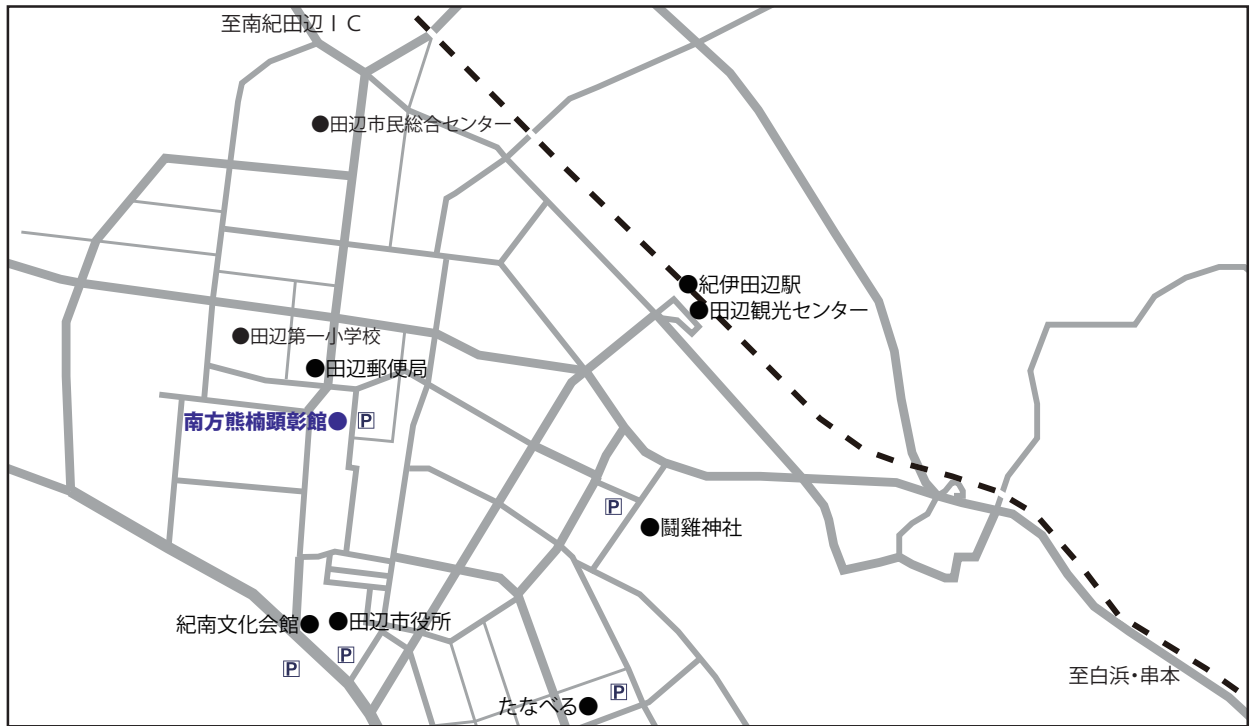 至南紀田辺ＩＣ
田辺市民総合センター
紀伊田辺駅
田辺観光センター
田辺第一小学校
田辺郵便局
南方熊楠顕彰館
P
P
鬪雞神社
紀南文化会館
田辺市役所
P
P
至白浜・串本
P
たなべる